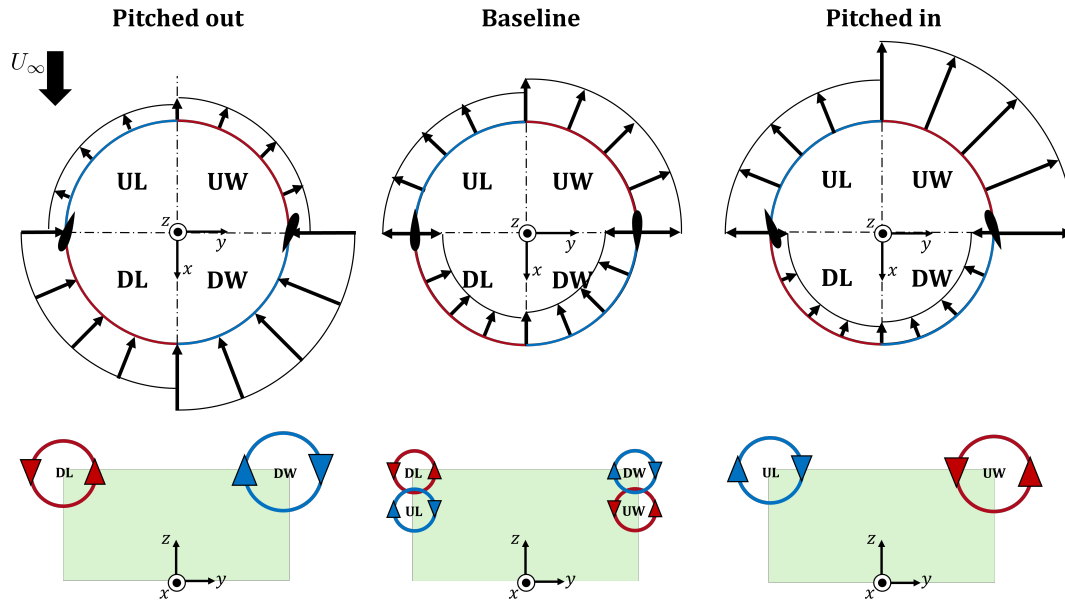 Pitched out Baseline Pitched in
U∞
UL UW UL UW UL UW
z y z y z y
x x x
DL DW DL DW DL DW
DL DW DL DW UL UW
UL UW
z z z
x y x y x y